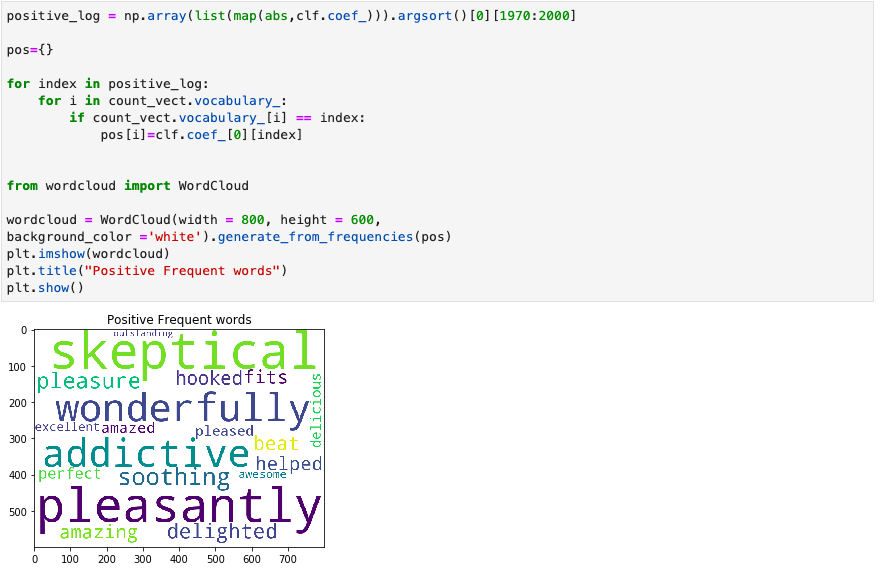 positive_log = np.array(list(map(abs,clf.coef_))).argsort()[0][1970:2000]
pos={}
for index in positive_log:
    for i in count_vect.vocabulary_:
        if count_vect.vocabulary_[i] == index:
            pos[i]=clf.coef_[0][index]
from wordcloud import WordCloud
wordcloud = WordCloud(width = 800, height = 600,
background_color ='white').generate_from_frequencies(pos)
plt.imshow(wordcloud)
plt.title("Positive Frequent words")
plt.show()
Positive Frequent words
0
outstanding
skeptical
100
pleasure hooked fits
delicious
200
wonderfully
excellent amazed pleased
300
beat
addictive
helped
400
perfect soothing awesome
500
pleasantly
amazing delighted
0 100 200 300 400 500 600 700